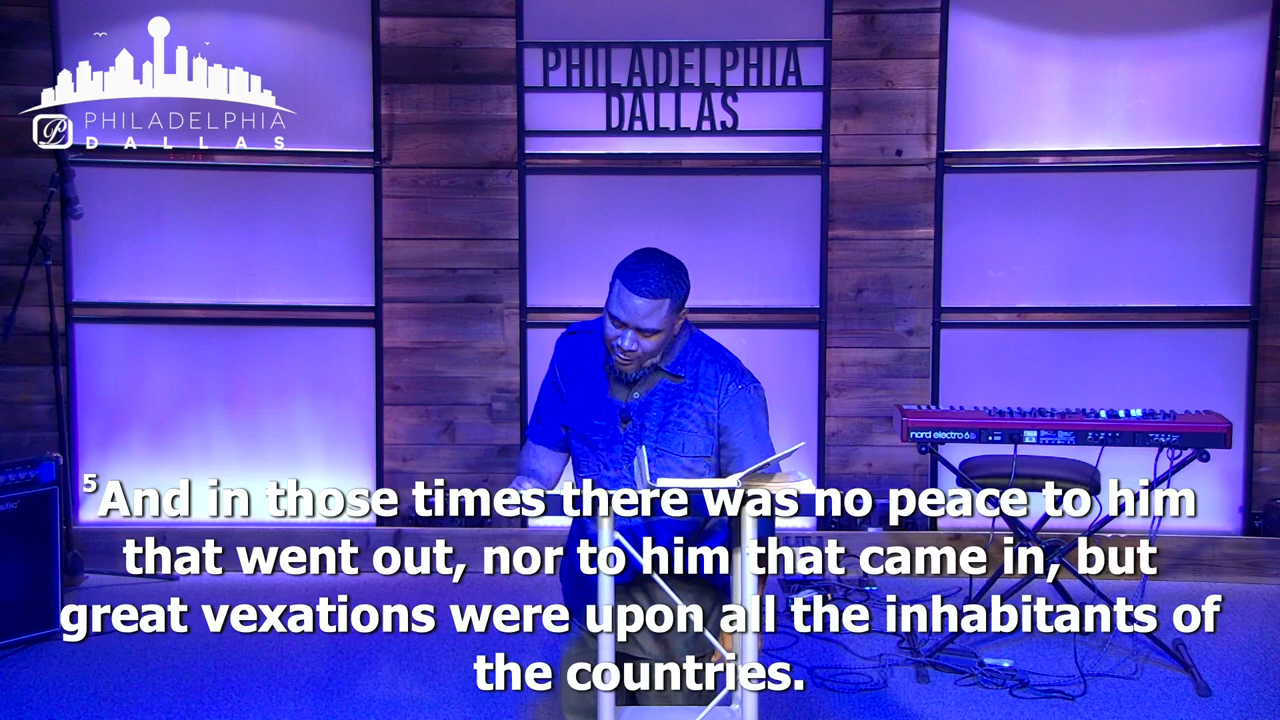 PHILADELPHIA
DALLAS
P PHILADELPHIA
DALLAS
nord electro 6
5And in those times there was no peace to him
that went out, nor to him that came in, but
great vexations were upon all the inhabitants of
the countries.